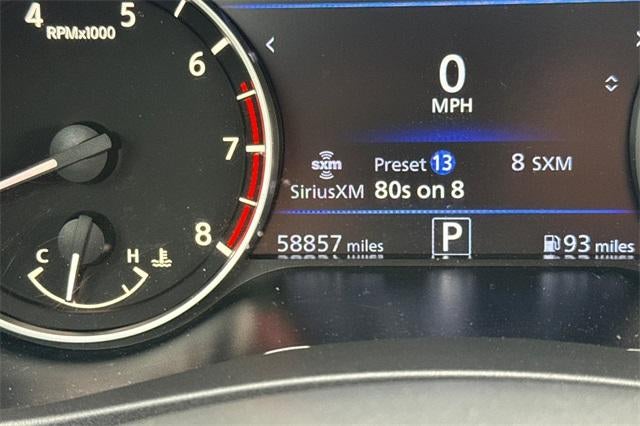 4 5
RPMx1000
6
7
8
C H
0
MPH
sxm
SiriusXM
Preset 13 8 SXM
80s on 8
58857 miles P 93 miles